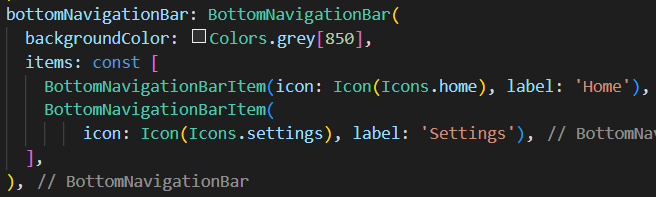 bottomNavigationBar: BottomNavigationBar(
backgroundColor: Colors.grey[850],
items: const [
BottomNavigationBarItem(icon: Icon(Icons.home), label: 'Home'),
BottomNavigationBarItem(
icon: Icon(Icons.settings), label: 'Settings'), // BottomNa
],
), // BottomNavigationBar